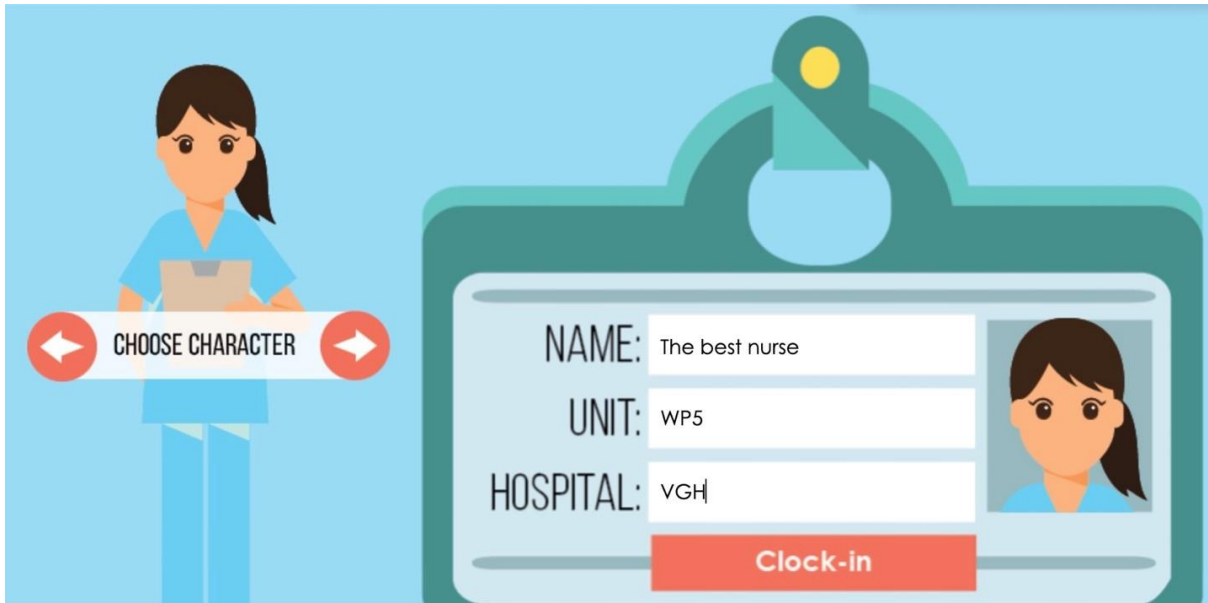 CHOOSE CHARACTER
NAME: The best nurse
UNIT: WP5
HOSPITAL: VGH
Clock-in